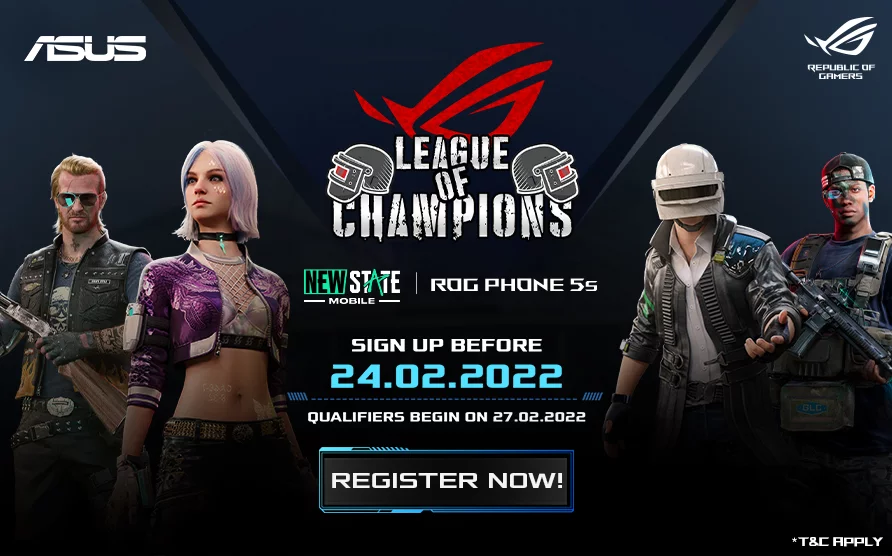 ASUS
REPUBLIC OF
GAMERS
LEAGUE
OF
CHAMPIONS
NEW STATE
MOBILE
ROG PHONE 5s
SIGN UP BEFORE
24.02.2022
QUALIFIERS BEGIN ON 27.02.2022
REGISTER NOW!
*T&C APPLY